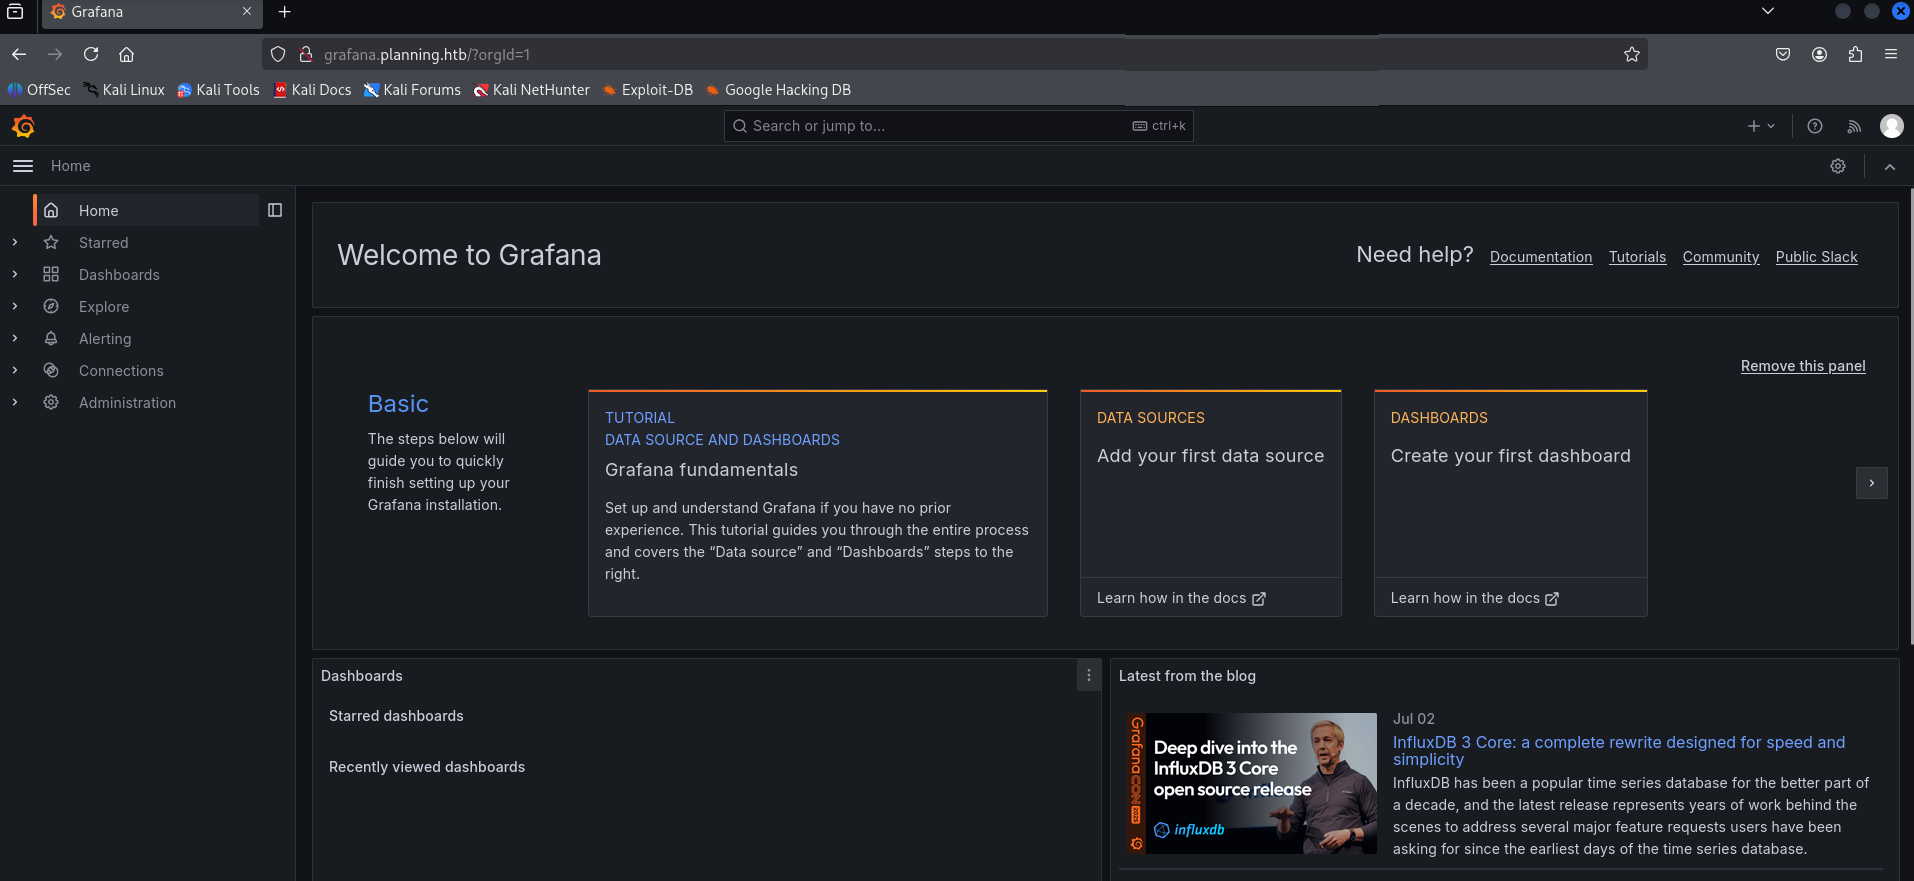 Grafana
grafana.planning.htb/?orgId=1
OffSec Kali Linux Kali Tools Kali Docs Kali Forums Kali NetHunter Exploit-DB Google Hacking DB
Search or jump to... ctrl+k
Home
Home
Starred
Dashboards
Explore
Alerting
Connections
Administration
Welcome to Grafana
Need help? Documentation Tutorials Community Public Slack
Remove this panel
Basic
The steps below will
guide you to quickly
finish setting up your
Grafana installation.
TUTORIAL
DATA SOURCE AND DASHBOARDS
Grafana fundamentals
Set up and understand Grafana if you have no prior
experience. This tutorial guides you through the entire process
and covers the “Data source” and “Dashboards” steps to the
right.
DATA SOURCES
Add your first data source
Learn how in the docs
DASHBOARDS
Create your first dashboard
Learn how in the docs
Dashboards
Starred dashboards
Recently viewed dashboards
Latest from the blog
GrafanaCON 2025
Deep dive into the
InfluxDB 3 Core
open source release
influxdb
Jul 02
InfluxDB 3 Core: a complete rewrite designed for speed and
simplicity
InfluxDB has been a popular time series database for the better part of
a decade, and the latest release represents years of work behind the
scenes to address several major feature requests users have been
asking for since the earliest days of the time series database.